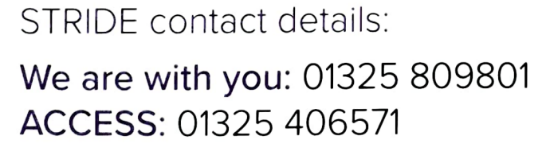 STRIDE contact details:
We are with you: 01325 809801
ACCESS: 01325 406571